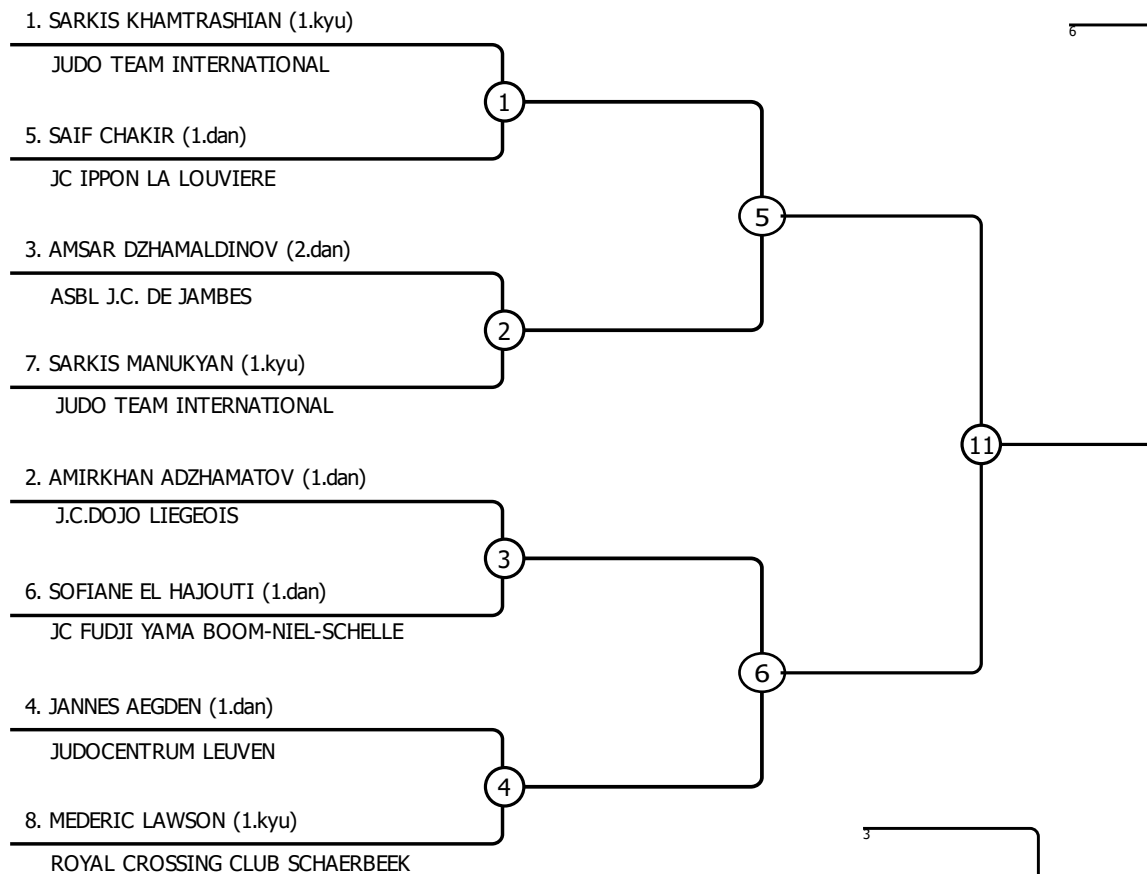 1. SARKIS KHAMTRASHIAN (1.kyu)
6
JUDO TEAM INTERNATIONAL
1
5. SAIF CHAKIR (1.dan)
JC IPPON LA LOUVIERE
5
3. AMSAR DZHAMALDINOV (2.dan)
ASBL J.C. DE JAMBES
2
7. SARKIS MANUKYAN (1.kyu)
JUDO TEAM INTERNATIONAL
11
2. AMIRKHAN ADZHAMATOV (1.dan)
J.C.DOJO LIEGEOIS
3
6. SOFIANE EL HAJOUTI (1.dan)
JC FUDJI YAMA BOOM-NIEL-SCHELLE
6
4. JANNES AEGDEN (1.dan)
JUDOCENTRUM LEUVEN
4
8. MEDERIC LAWSON (1.kyu)
3
ROYAL CROSSING CLUB SCHAERBEEK